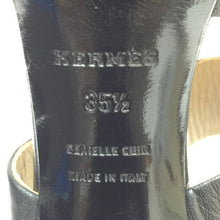 HERMES
35½
SEMELLE CUIR
MADE IN ITALY